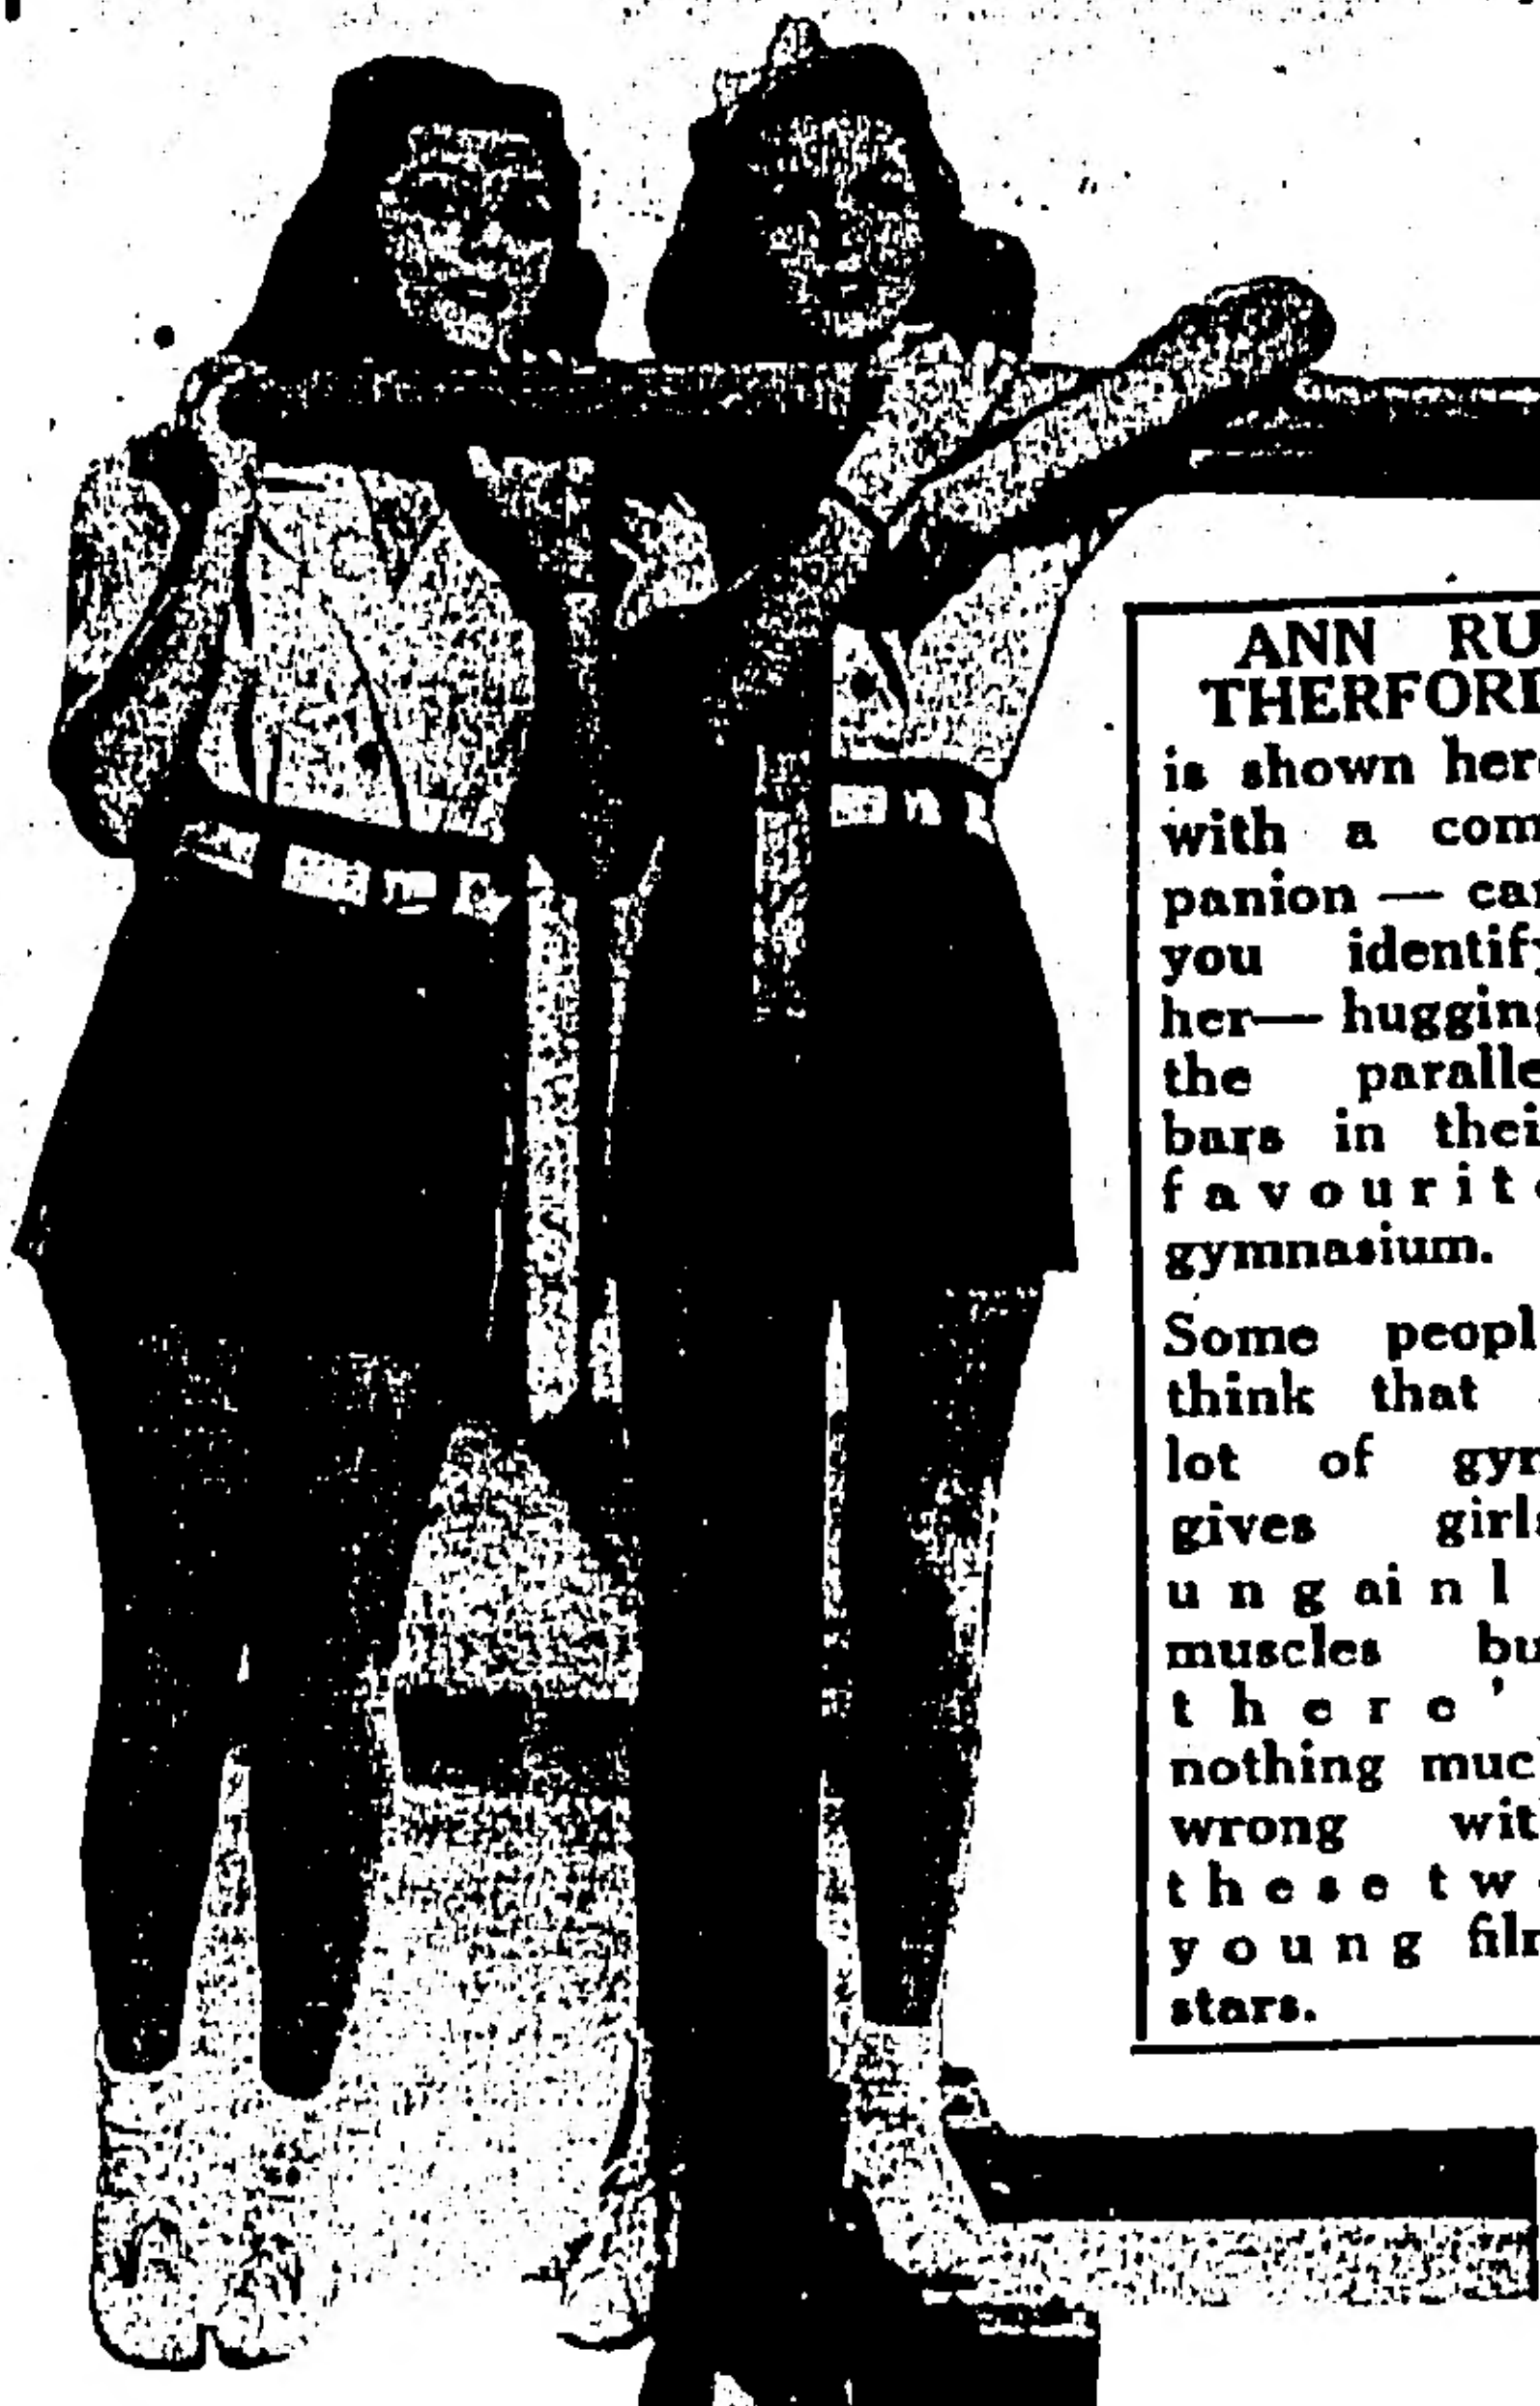 ANN RU
THERFORD
is shown here
with a com
panion — can
you identify
her— hugging
the paralle
bars in thei
favourite
gymnasium.
Some peopl
think that
lot of gym
gives girls
ungainl
muscles bu
there'
nothing muc
wrong wit
these tw
young film
stars.